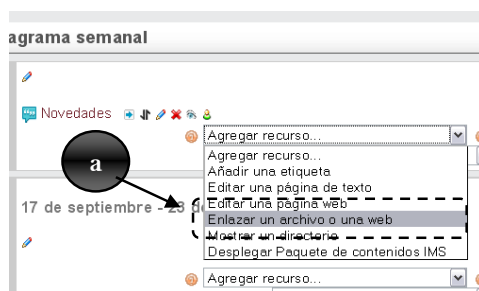 agrama semanal
Novedades
Agregar recurso...
Agregar recurso...
Añadir una etiqueta
Editar una página de texto
Editar una página web
Enlazar un archivo o una web
Mostrar un directorio
Desplegar Paquete de contenidos IMS
a
17 de septiembre - 23 de
Agregar recurso...